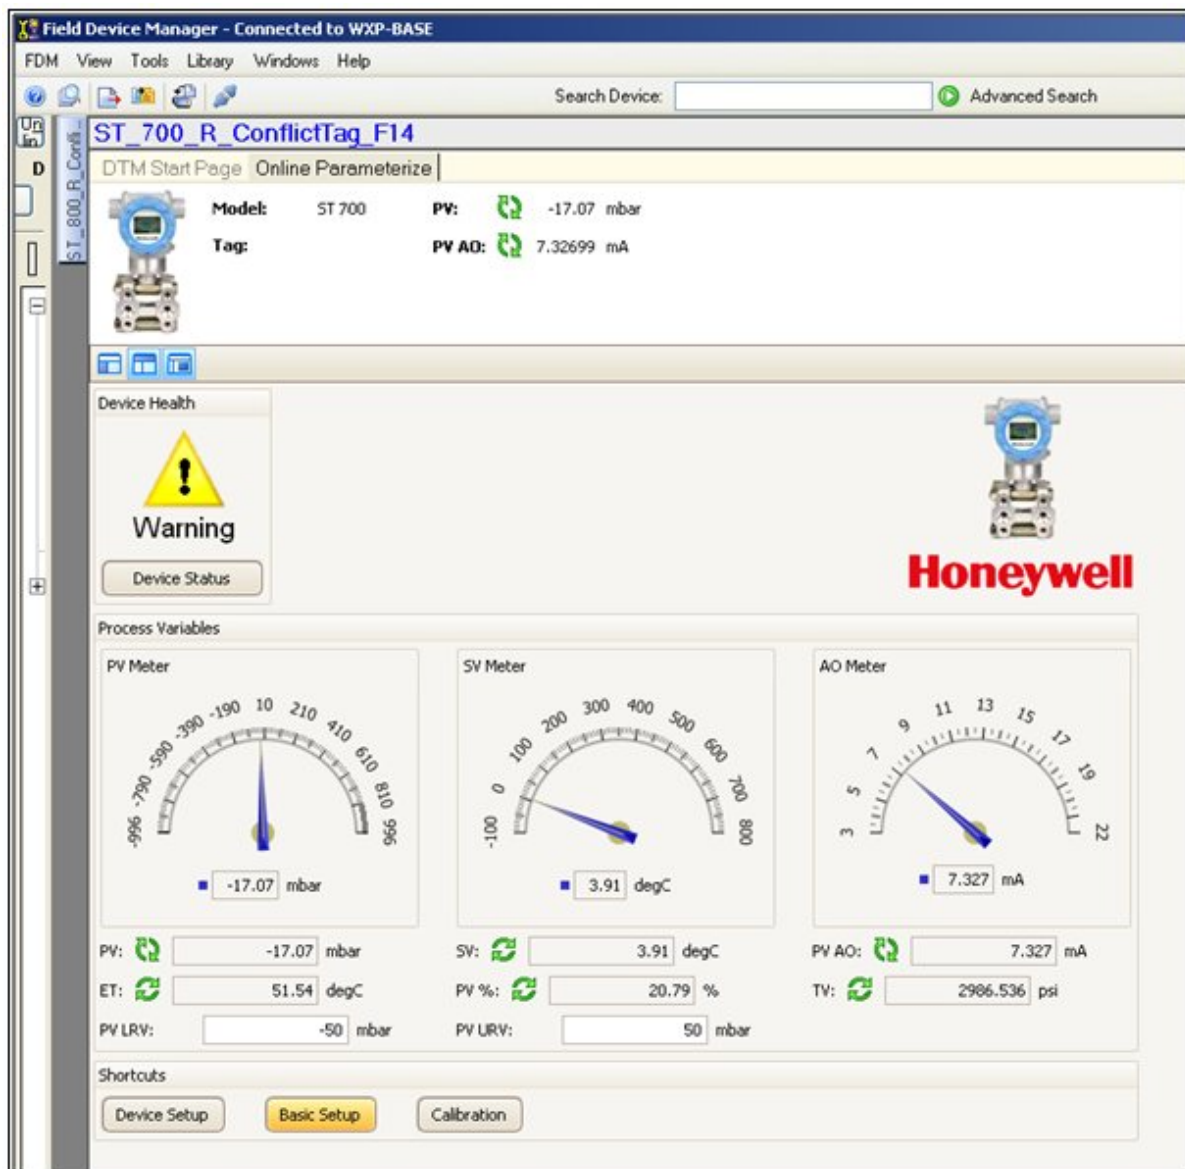 Field Device Manager - Connected to WXP-BASE
FDM View Tools Library Windows Help
Search Device: Advanced Search
Un
lin
D
ST_800_R_Confli...
ST_700_R_ConflictTag_F14
DTM Start Page Online Parameterize
Model: ST 700 PV: -17.07 mbar
Tag: PV AO: 7.32699 mA
Device Health
Warning
Device Status
Honeywell
Process Variables
PV Meter
-996 -790 -590 -390 -190 10 210 410 610 810 996
-17.07 mbar
SV Meter
-100 0 100 200 300 400 500 600 700 800
3.91 degC
AO Meter
3 5 7 9 11 13 15 17 19 22
7.327 mA
PV: -17.07 mbar SV: 3.91 degC PV AO: 7.327 mA
ET: 51.54 degC PV %: 20.79 % TV: 2986.536 psi
PV LRV: -50 mbar PV URV: 50 mbar
Shortcuts
Device Setup Basic Setup Calibration